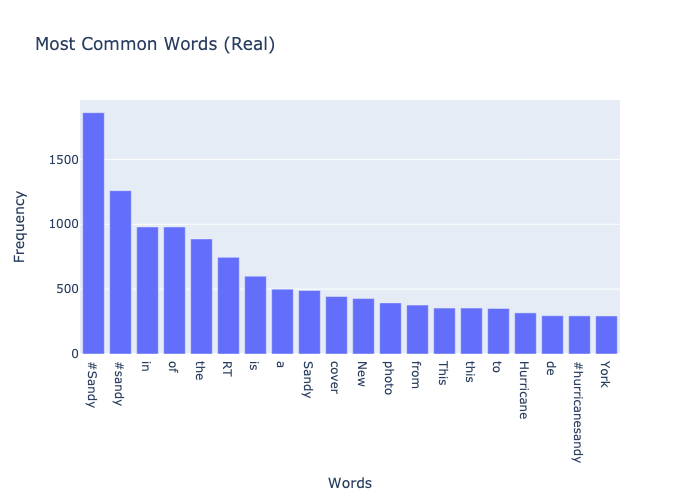 Most Common Words (Real)
Frequency
1500
1000
500
0
#Sandy
#sandy
in
of
the
RT
is
a
Sandy
cover
New
photo
from
This
this
to
Hurricane
de
#hurricanesandy
York
Words